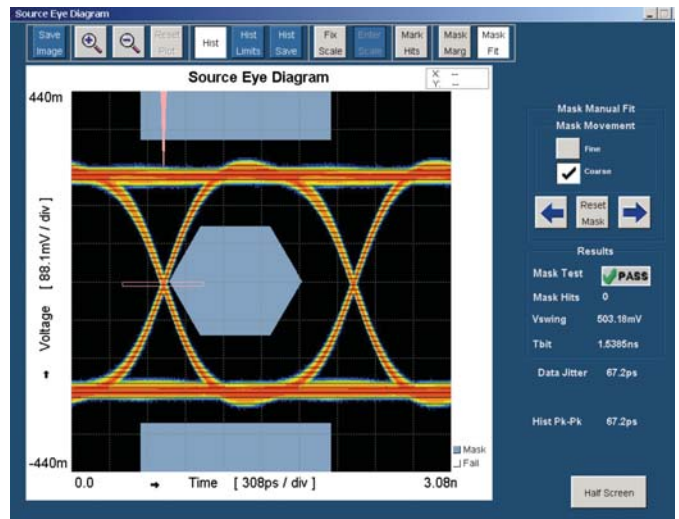 Source Eye Diagram
Save Image
Reset Plot
Hist
Hist Limits
Hist Save
Fix Scale
Enter Scale
Mark Hits
Mask Marg
Mask Fit
Source Eye Diagram
X: --
Y: --
440m
Voltage [ 88.1mV / div ]
-440m
0.0
Time [ 308ps / div ]
3.08n
Mask
Fail
Mask Manual Fit
Mask Movement
Fine
Coarse
Reset Mask
Results
Mask Test PASS
Mask Hits 0
Vswing 503.18mV
Tbit 1.5385ns
Data Jitter 67.2ps
Hist Pk-Pk 67.2ps
Half Screen